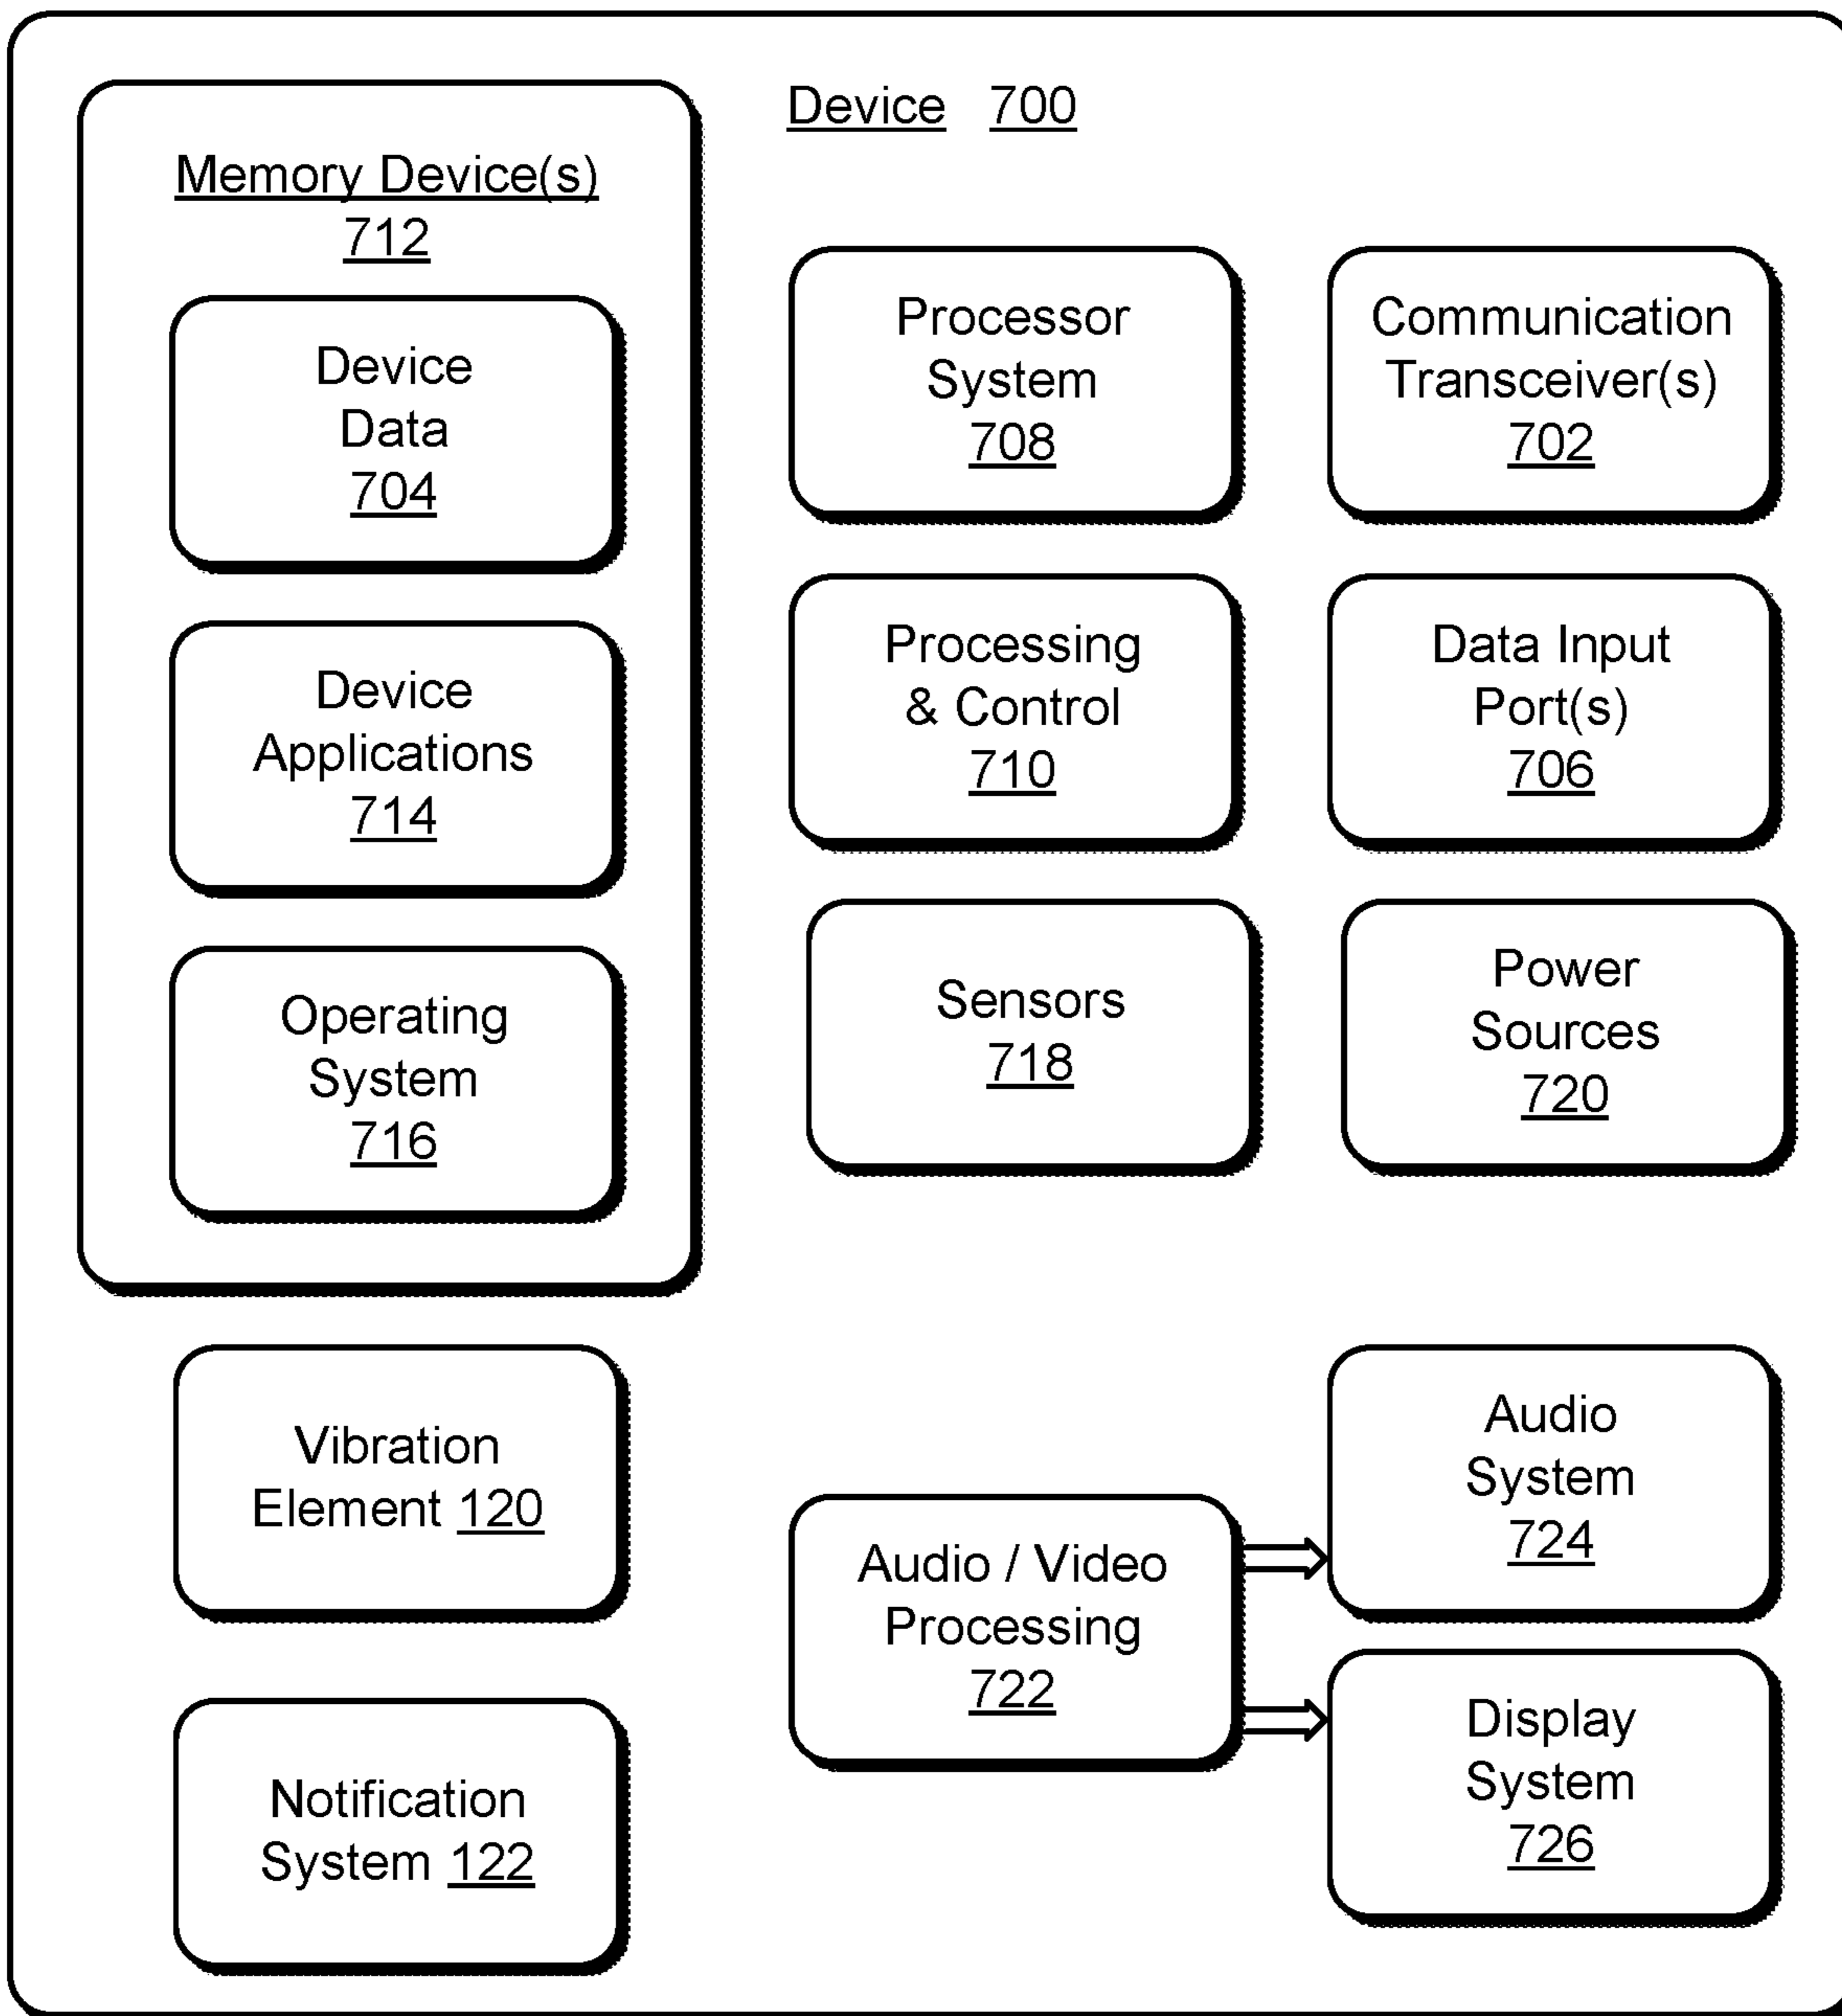 Device 700
Memory Device(s)
712
Device
Data
704
Device
Applications
714
Operating
System
716
Processor
System
708
Communication
Transceiver(s)
702
Processing
& Control
710
Data Input
Port(s)
706
Sensors
718
Power
Sources
720
Vibration
Element 120
Notification
System 122
Audio / Video
Processing
722
Audio
System
724
Display
System
726